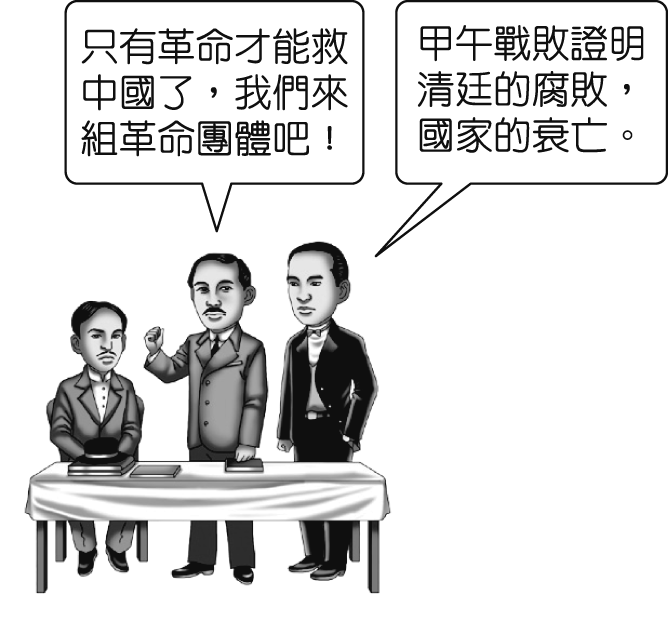 只有革命才能救
中國了，我們來
組革命團體吧！
甲午戰敗證明
清廷的腐敗，
國家的衰亡。